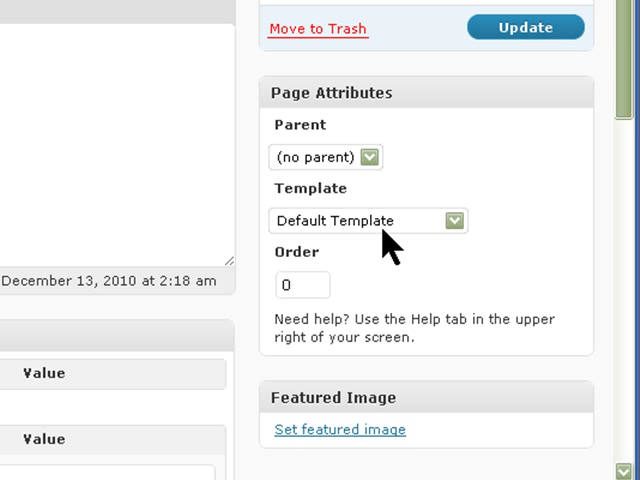 Move to Trash
Update
Page Attributes
Parent
(no parent)
Template
Default Template
Order
0
Need help? Use the Help tab in the upper
right of your screen.
Featured Image
Set featured image
December 13, 2010 at 2:18 am
Value
Value